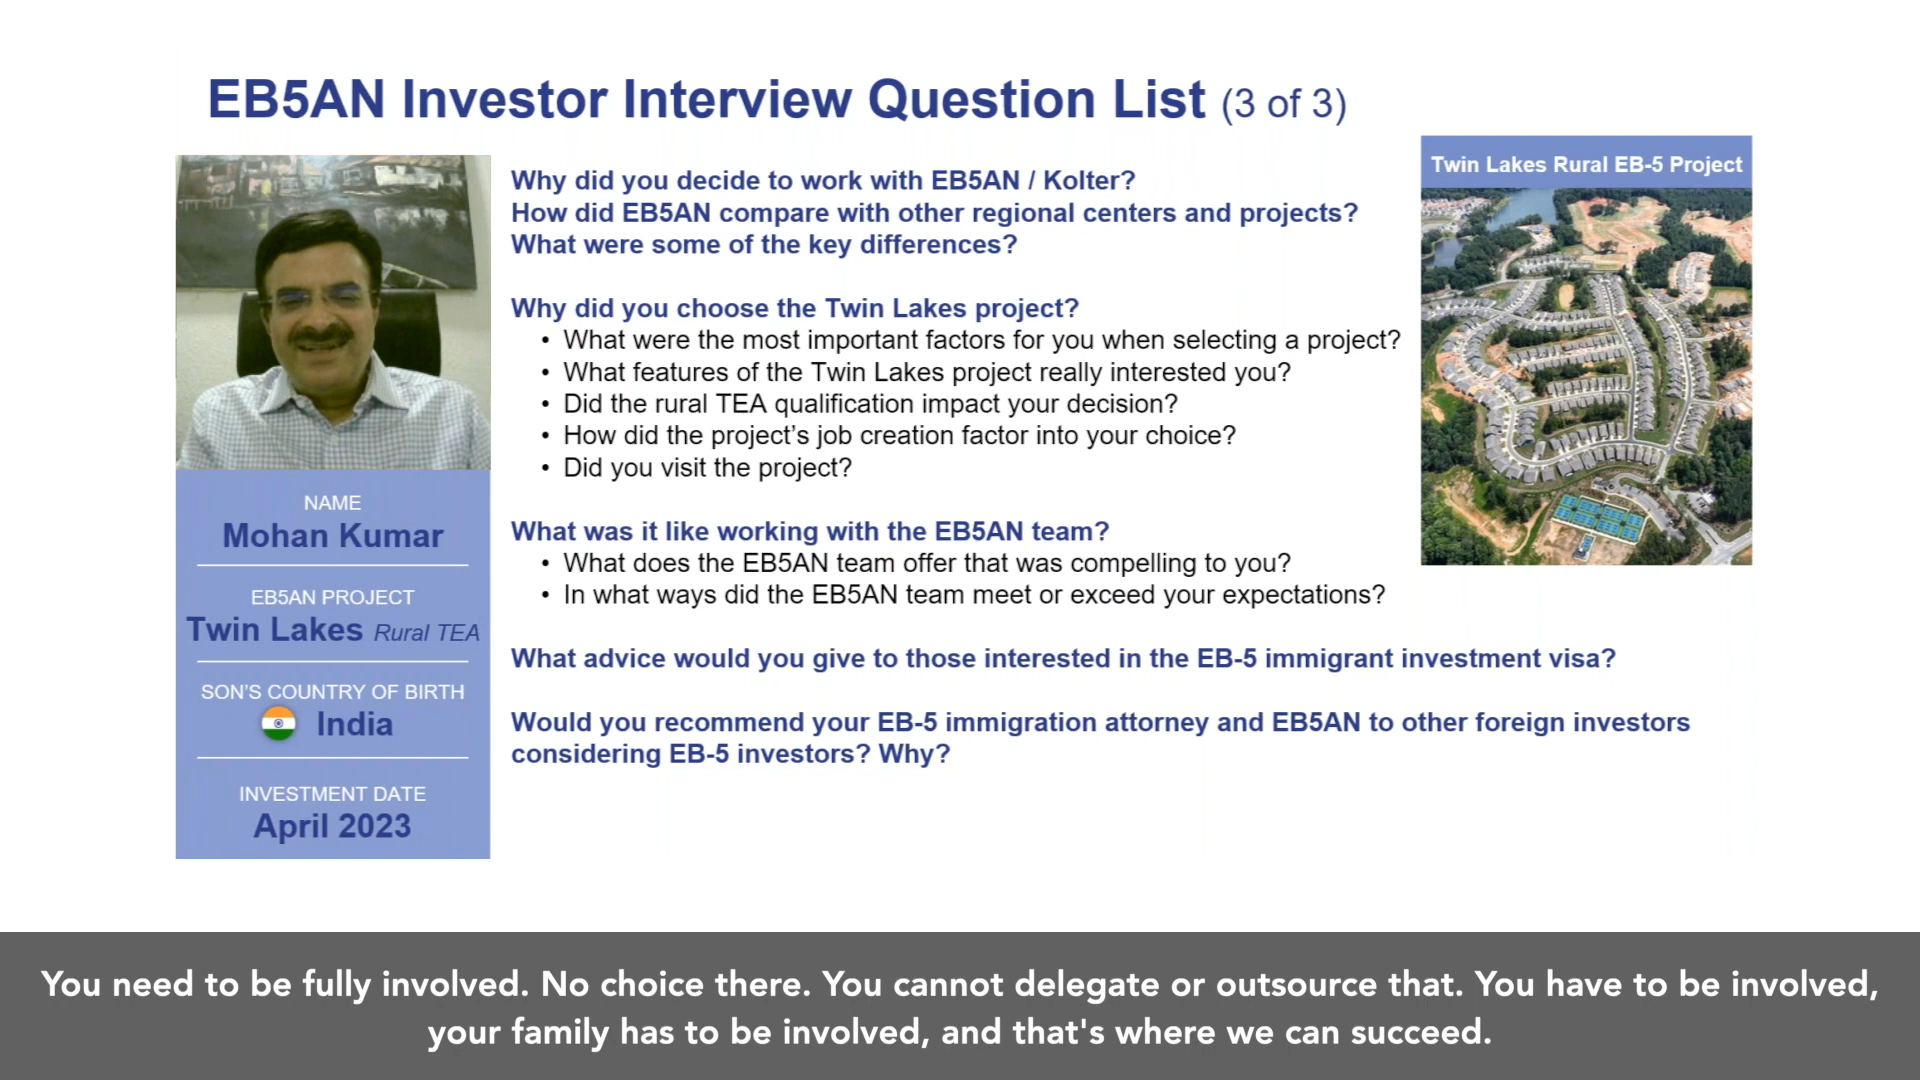 EB5AN Investor Interview Question List (3 of 3)
Why did you decide to work with EB5AN / Kolter?
How did EB5AN compare with other regional centers and projects?
What were some of the key differences?
Why did you choose the Twin Lakes project?
• What were the most important factors for you when selecting a project?
• What features of the Twin Lakes project really interested you?
• Did the rural TEA qualification impact your decision?
• How did the project's job creation factor into your choice?
• Did you visit the project?
What was it like working with the EB5AN team?
• What does the EB5AN team offer that was compelling to you?
• In what ways did the EB5AN team meet or exceed your expectations?
What advice would you give to those interested in the EB-5 immigrant investment visa?
Would you recommend your EB-5 immigration attorney and EB5AN to other foreign investors
considering EB-5 investors? Why?
Twin Lakes Rural EB-5 Project
NAME
Mohan Kumar
EB5AN PROJECT
Twin Lakes Rural TEA
SON'S COUNTRY OF BIRTH
India
INVESTMENT DATE
April 2023
You need to be fully involved. No choice there. You cannot delegate or outsource that. You have to be involved,
your family has to be involved, and that's where we can succeed.